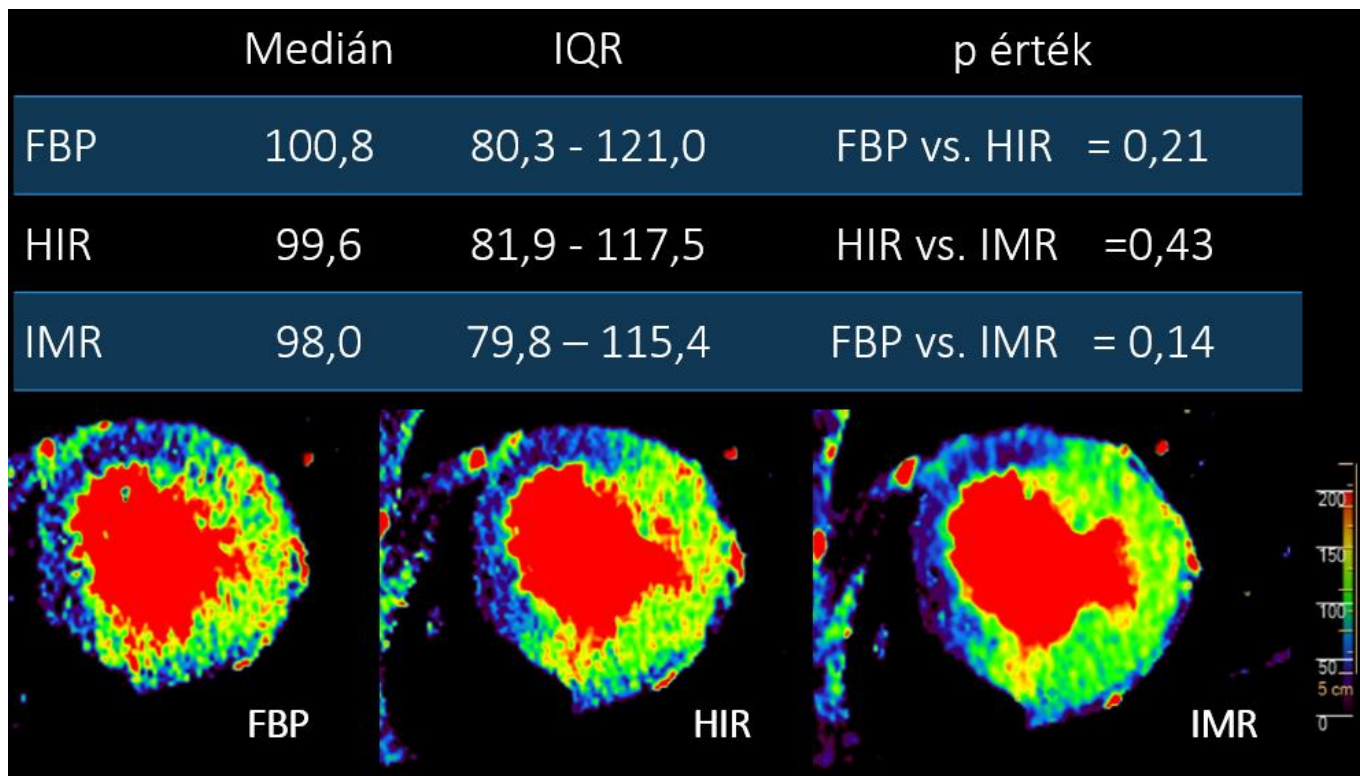 Medián IQR p érték
FBP 100,8 80,3 - 121,0 FBP vs. HIR = 0,21
HIR 99,6 81,9 - 117,5 HIR vs. IMR =0,43
IMR 98,0 79,8 – 115,4 FBP vs. IMR = 0,14
200
150
100
50
5 cm
0
FBP HIR IMR